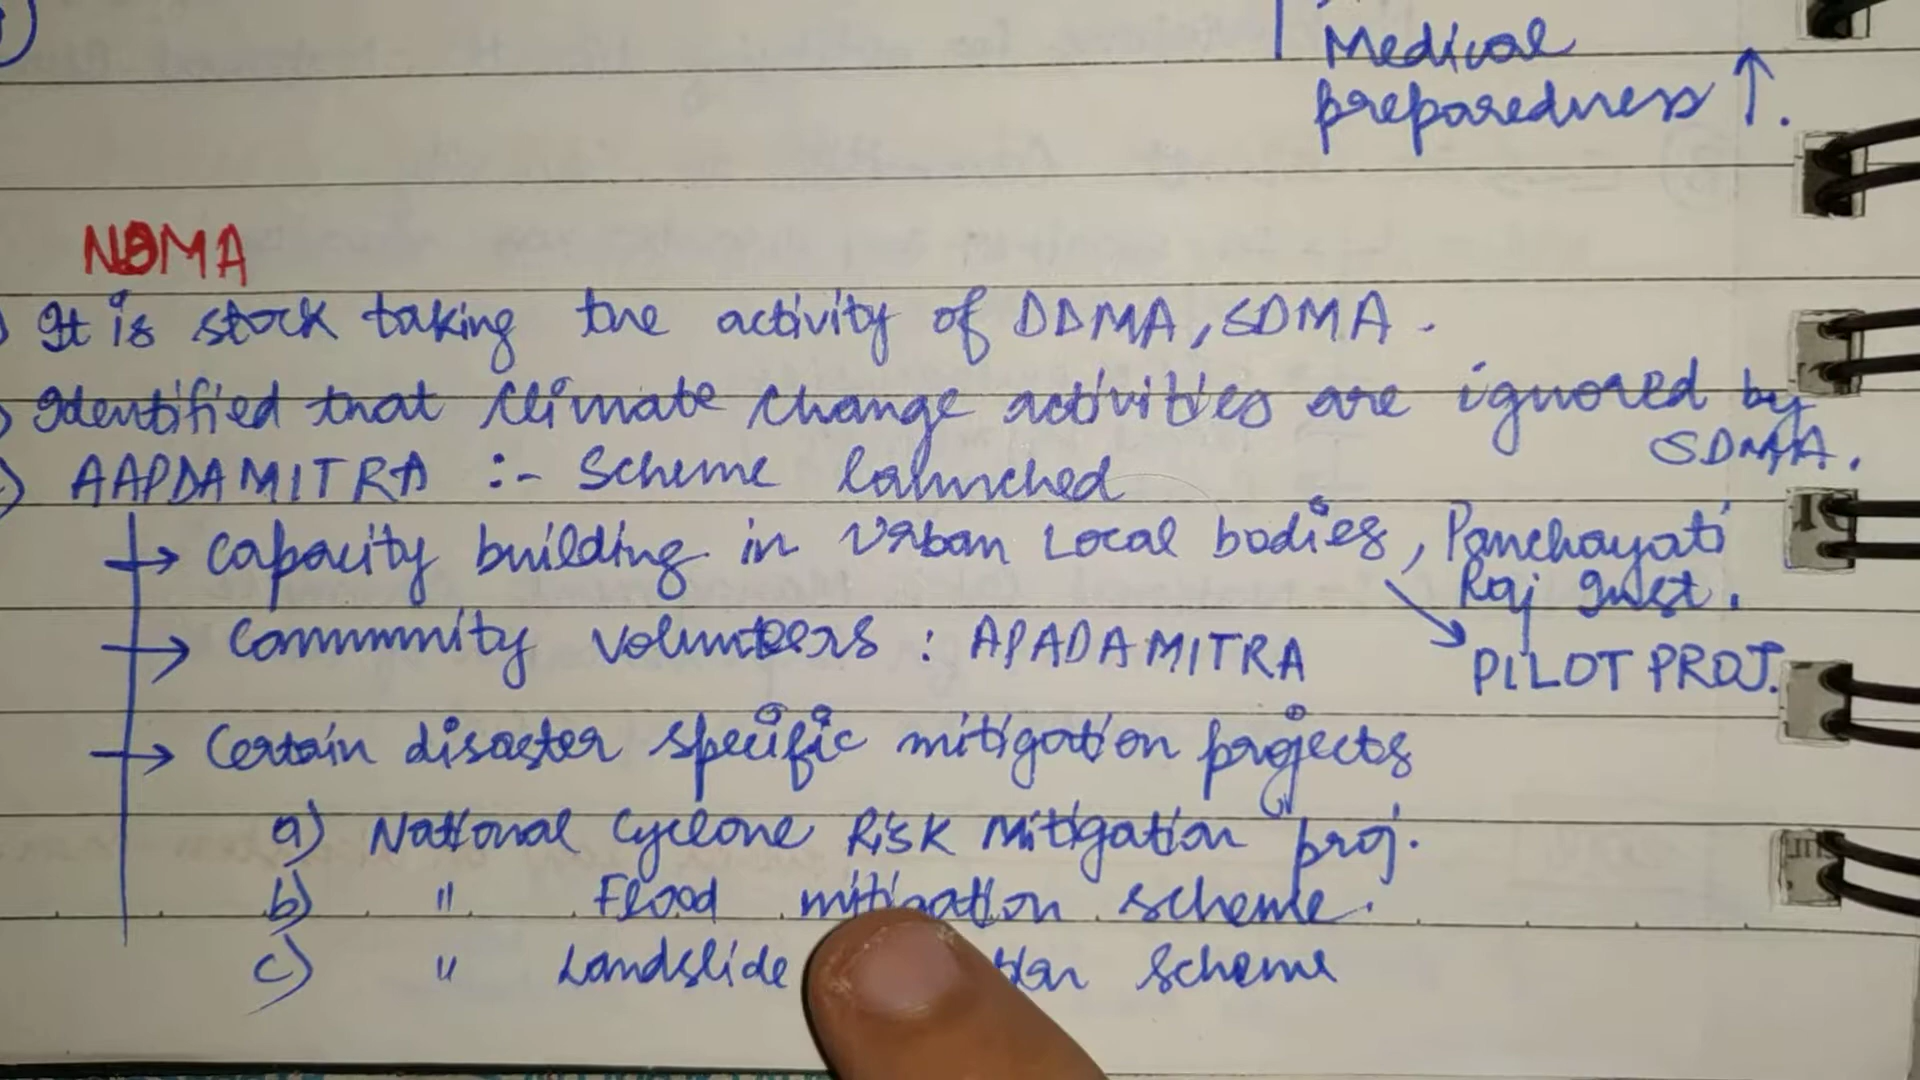 Medical
preparedness ↑.
NDMA
It is stock taking the activity of DDMA, SDMA.
Identified that climate change activities are ignored by
SDMA.
AAPDAMITRA :- Scheme launched
→ Capacity building in Urban Local bodies, Panchayati
Raj Inst.
→ Community Volunteers : APADAMITRA
PILOT PROJ.
→ Certain disaster specific mitigation projects
a) National Cyclone Risk Mitigation proj.
b) " Flood mitigation scheme.
c) " Landslide scheme